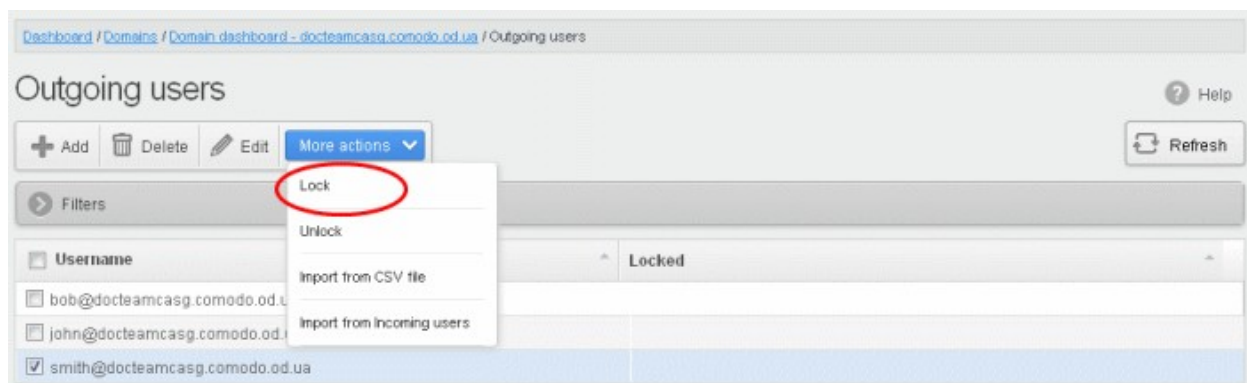 Dashboard / Domains / Domain dashboard - docteamcasg.comodo.od.ua / Outgoing users
Outgoing users
Help
Add Delete Edit More actions Refresh
Lock
Filters
Unlock
Username Locked
Import from CSV file
bob@docteamcasg.comodo.od.u
Import from Incoming users
john@docteamcasg.comodo.od.
smith@docteamcasg.comodo.od.ua